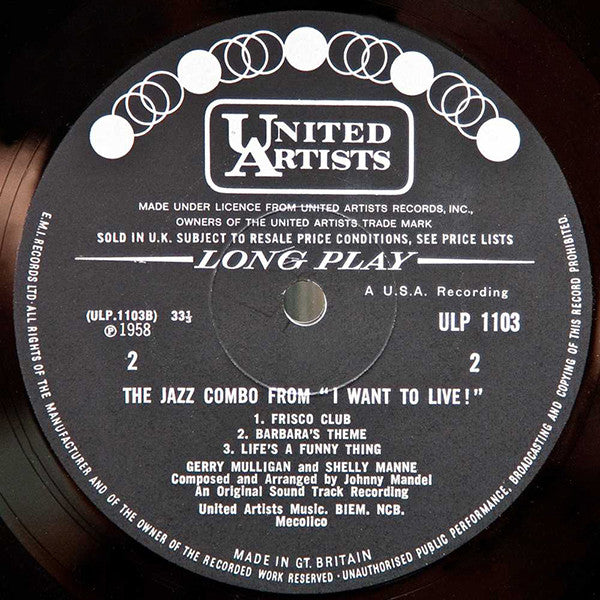 UNITED
ARTISTS
MADE UNDER LICENCE FROM UNITED ARTISTS RECORDS, INC.,
OWNERS OF THE UNITED ARTISTS TRADE MARK
SOLD IN U.K. SUBJECT TO RESALE PRICE CONDITIONS, SEE PRICE LISTS
LONG PLAY
A U.S.A. Recording
(ULP.1103B) 33⅓
℗1958
ULP 1103
2
2
THE JAZZ COMBO FROM "I WANT TO LIVE!"
1. FRISCO CLUB
2. BARBARA'S THEME
3. LIFE'S A FUNNY THING
GERRY MULLIGAN and SHELLY MANNE
Composed and Arranged by Johnny Mandel
An Original Sound Track Recording
United Artists Music. BIEM. NCB.
Mecolico
MADE IN GT. BRITAIN
E.M.I. RECORDS LTD · ALL RIGHTS OF THE MANUFACTURER AND OF THE OWNER OF THE RECORDED WORK RESERVED · UNAUTHORISED PUBLIC PERFORMANCE, BROADCASTING AND COPYING OF THIS RECORD PROHIBITED.